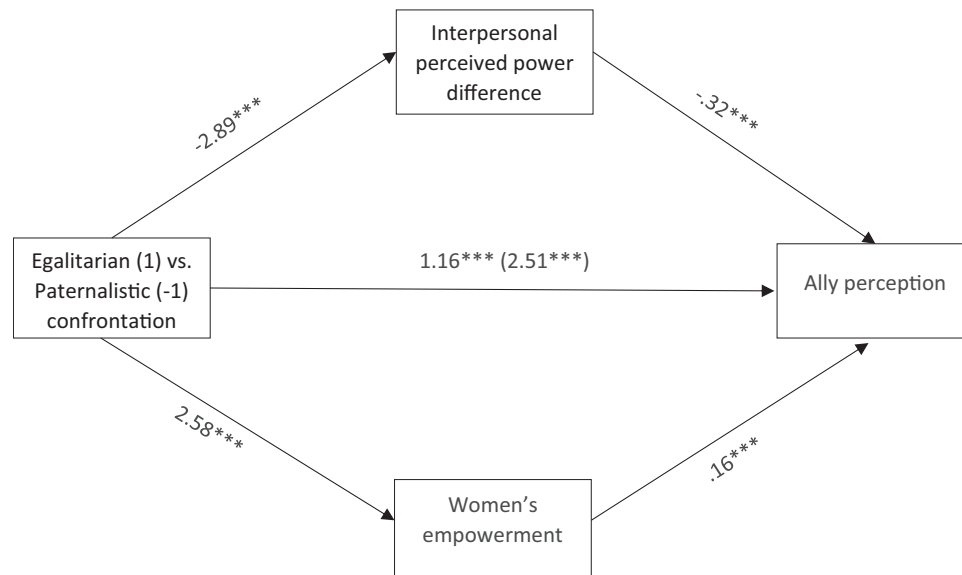 Interpersonal
perceived power
difference
-2.89***
-.32***
Egalitarian (1) vs.
Paternalistic (-1)
confrontation
1.16*** (2.51***)
Ally perception
2.58***
.16***
Women’s
empowerment